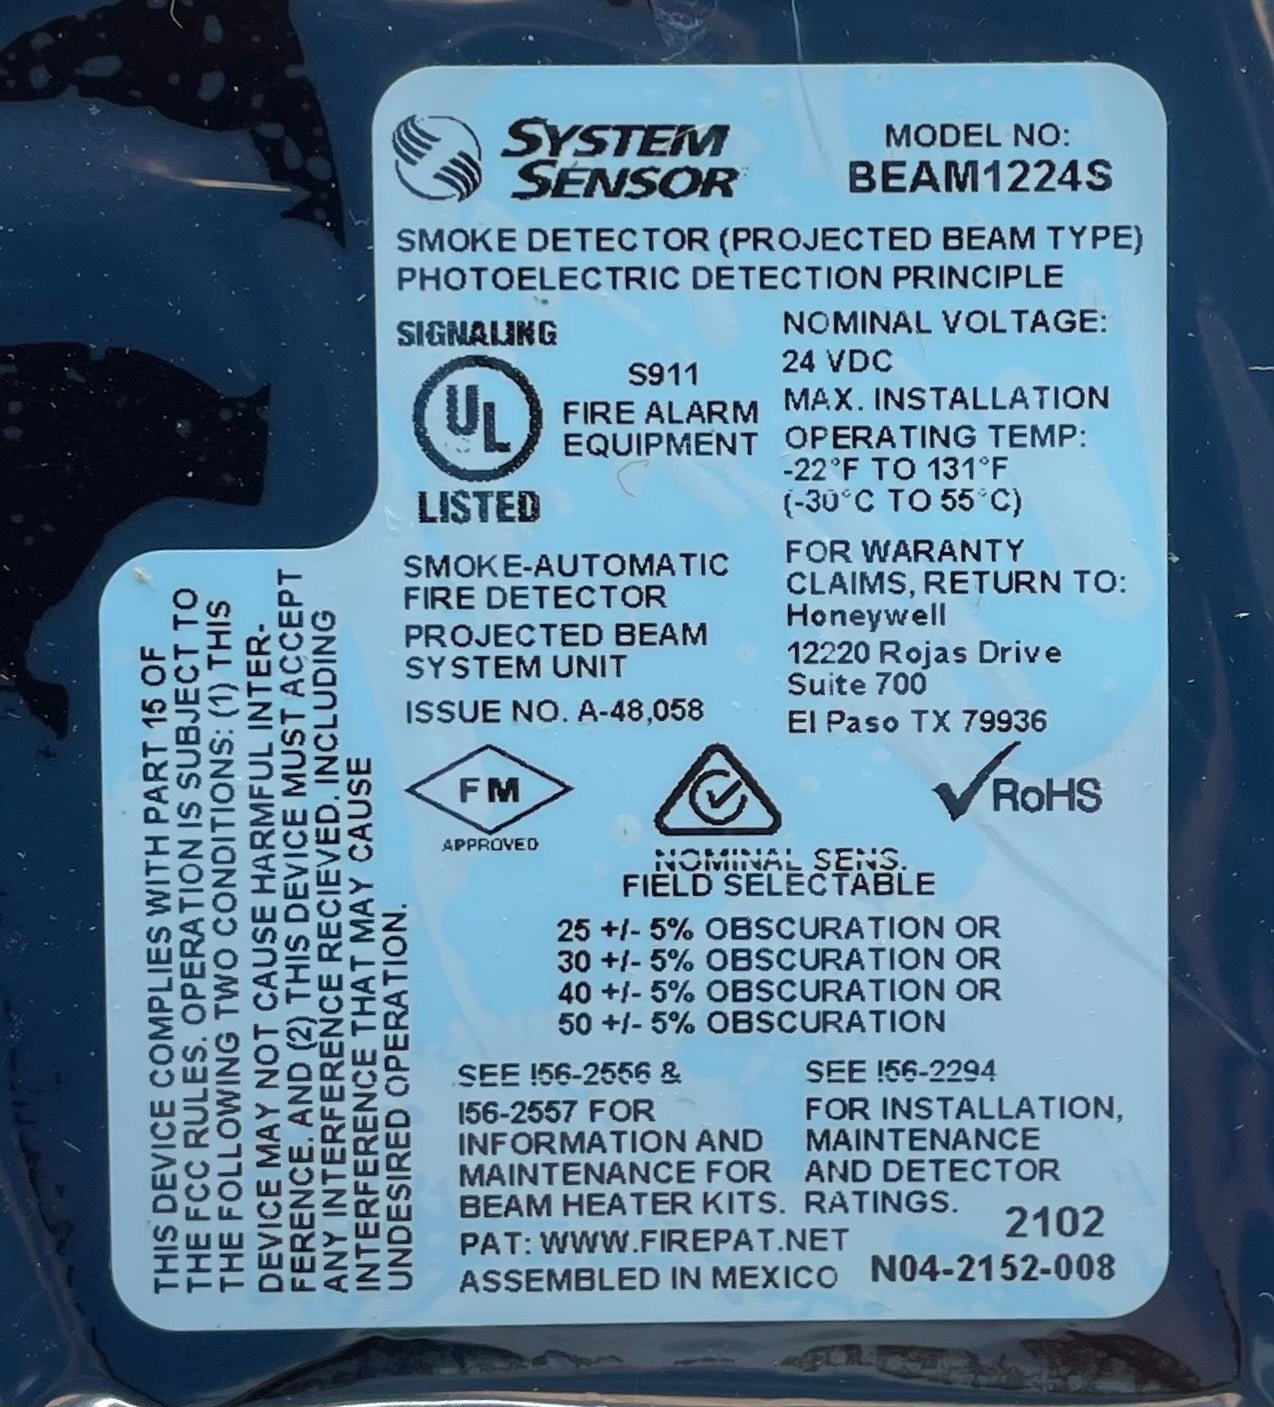 SYSTEM
SENSOR
MODEL NO:
BEAM1224S
SMOKE DETECTOR (PROJECTED BEAM TYPE)
PHOTOELECTRIC DETECTION PRINCIPLE
SIGNALING
UL
LISTED
S911
FIRE ALARM
EQUIPMENT
NOMINAL VOLTAGE:
24 VDC
MAX. INSTALLATION
OPERATING TEMP:
-22°F TO 131°F
(-30°C TO 55°C)
SMOKE-AUTOMATIC
FIRE DETECTOR
PROJECTED BEAM
SYSTEM UNIT
ISSUE NO. A-48,058
FOR WARANTY
CLAIMS, RETURN TO:
Honeywell
12220 Rojas Drive
Suite 700
El Paso TX 79936
FM
APPROVED
RoHS
NOMINAL SENS.
FIELD SELECTABLE
25 +/- 5% OBSCURATION OR
30 +/- 5% OBSCURATION OR
40 +/- 5% OBSCURATION OR
50 +/- 5% OBSCURATION
SEE I56-2556 &
I56-2557 FOR
INFORMATION AND
MAINTENANCE FOR
BEAM HEATER KITS.
SEE I56-2294
FOR INSTALLATION,
MAINTENANCE
AND DETECTOR
RATINGS.
PAT: WWW.FIREPAT.NET
ASSEMBLED IN MEXICO
2102
N04-2152-008
THIS DEVICE COMPLIES WITH PART 15 OF
THE FCC RULES. OPERATION IS SUBJECT TO
THE FOLLOWING TWO CONDITIONS: (1) THIS
DEVICE MAY NOT CAUSE HARMFUL INTER-
FERENCE. AND (2) THIS DEVICE MUST ACCEPT
ANY INTERFERENCE RECIEVED. INCLUDING
INTERFERENCE THAT MAY CAUSE
UNDESIRED OPERATION.